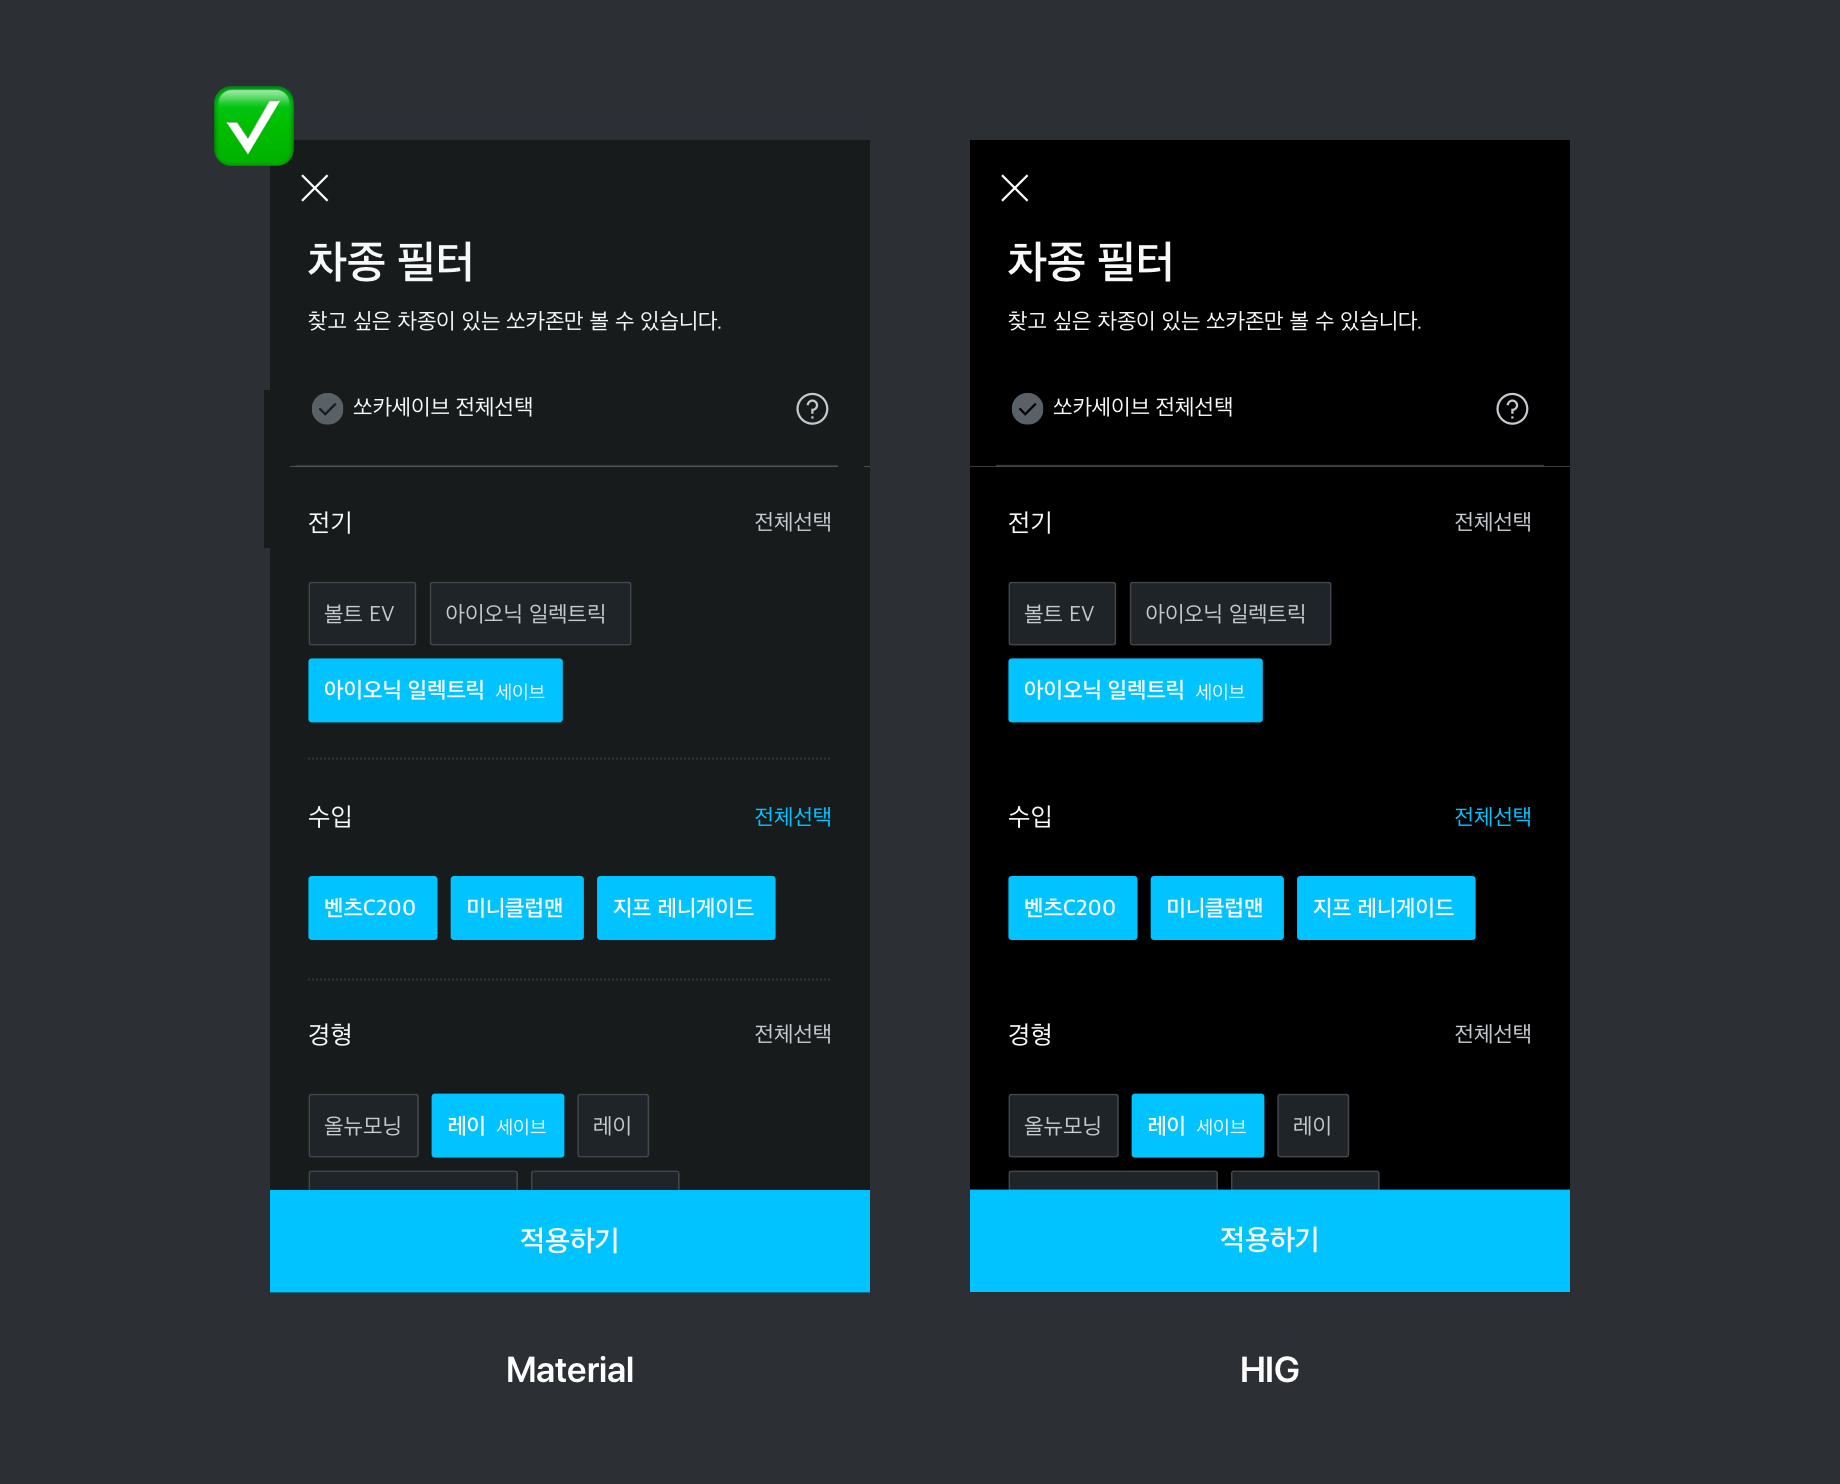 차종 필터
찾고 싶은 차종이 있는 쏘카존만 볼 수 있습니다.
쏘카세이브 전체선택
전기 전체선택
볼트 EV 아이오닉 일렉트릭
아이오닉 일렉트릭 세이브
수입 전체선택
벤츠C200 미니클럽맨 지프 레니게이드
경형 전체선택
올뉴모닝 레이 세이브 레이
적용하기
Material
차종 필터
찾고 싶은 차종이 있는 쏘카존만 볼 수 있습니다.
쏘카세이브 전체선택
전기 전체선택
볼트 EV 아이오닉 일렉트릭
아이오닉 일렉트릭 세이브
수입 전체선택
벤츠C200 미니클럽맨 지프 레니게이드
경형 전체선택
올뉴모닝 레이 세이브 레이
적용하기
HIG